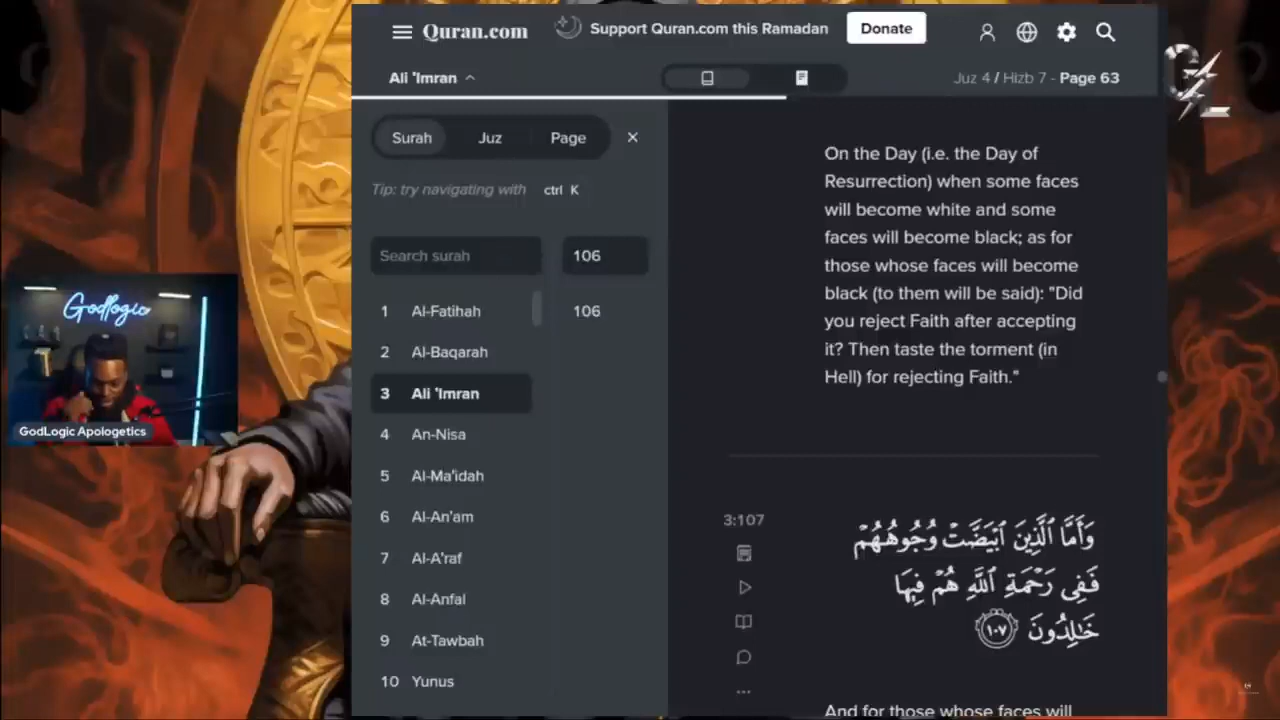 Quran.com
Support Quran.com this Ramadan
Donate
Ali 'Imran
Juz 4 / Hizb 7 - Page 63
Surah
Juz
Page
Tip: try navigating with ctrl K
Search surah
106
1 Al-Fatihah
106
2 Al-Baqarah
3 Ali 'Imran
4 An-Nisa
5 Al-Ma'idah
6 Al-An'am
7 Al-A'raf
8 Al-Anfal
9 At-Tawbah
10 Yunus
On the Day (i.e. the Day of
Resurrection) when some faces
will become white and some
faces will become black; as for
those whose faces will become
black (to them will be said): "Did
you reject Faith after accepting
it? Then taste the torment (in
Hell) for rejecting Faith."
3:107
وَأَمَّا ٱلَّذِينَ ٱبْيَضَّتْ وُجُوهُهُمْ
فَفِى رَحْمَةِ ٱللَّهِ هُمْ فِيهَا
خَـٰلِدُونَ ١٠٧
And for those whose faces will
Godlogic
GodLogic Apologetics